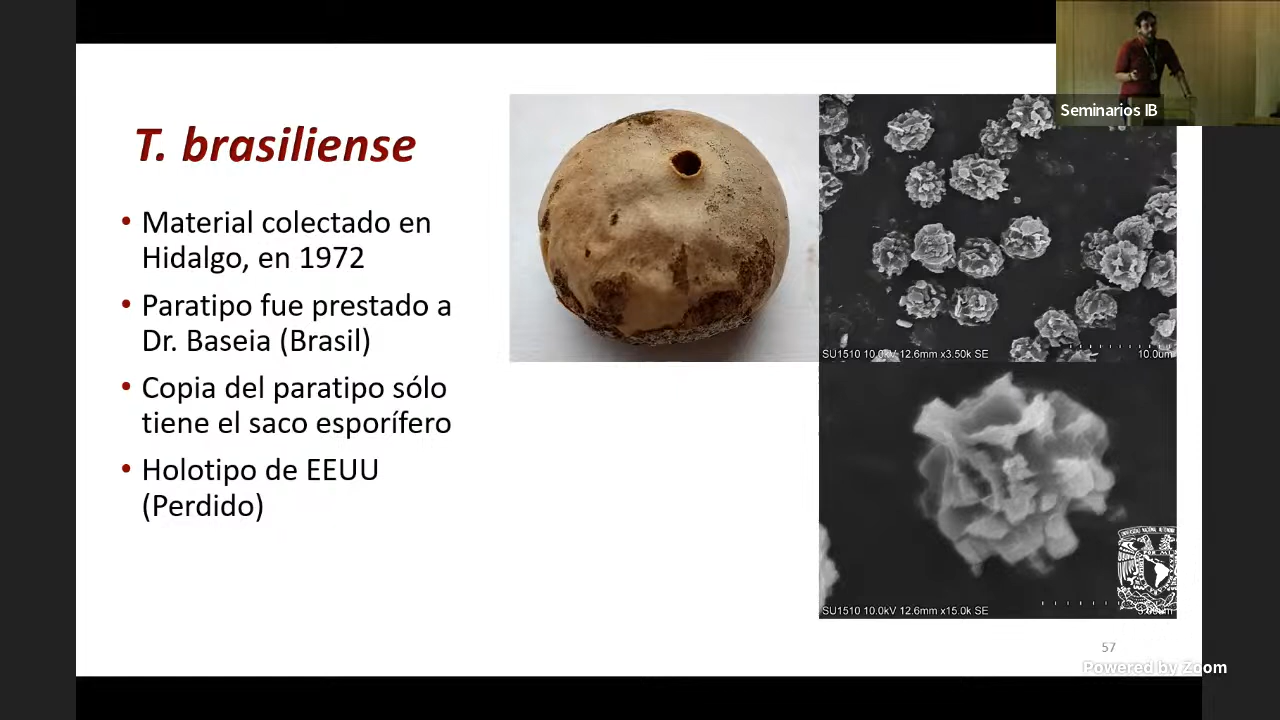 Seminarios IB
T. brasiliense
• Material colectado en
Hidalgo, en 1972
• Paratipo fue prestado a
Dr. Baseia (Brasil)
• Copia del paratipo sólo
tiene el saco esporífero
• Holotipo de EEUU
(Perdido)
SU1510 10.0kV 12.6mm x3.50k SE
10.0um
SU1510 10.0kV 12.6mm x15.0k SE
57
Powered by Zoom